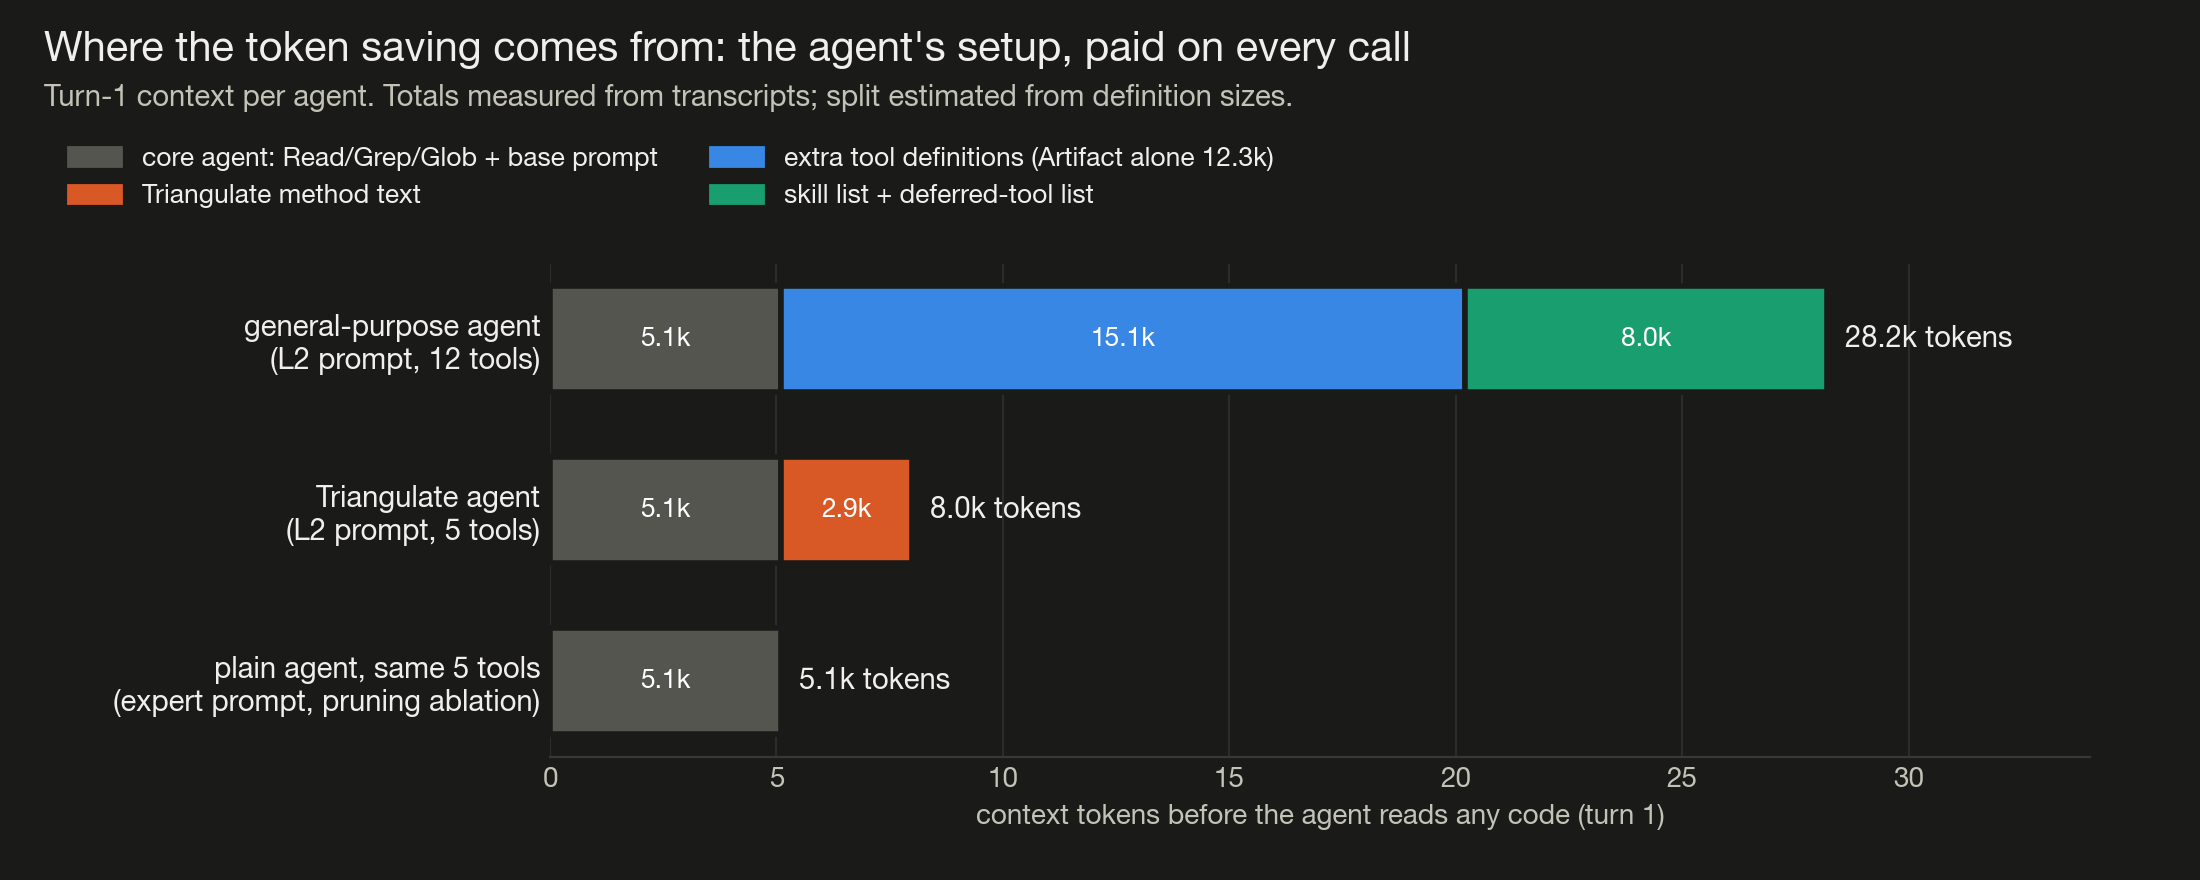 Where the token saving comes from: the agent's setup, paid on every call
Turn-1 context per agent. Totals measured from transcripts; split estimated from definition sizes.
core agent: Read/Grep/Glob + base prompt
extra tool definitions (Artifact alone 12.3k)
Triangulate method text
skill list + deferred-tool list
general-purpose agent
(L2 prompt, 12 tools)
5.1k
15.1k
8.0k
28.2k tokens
Triangulate agent
(L2 prompt, 5 tools)
5.1k
2.9k
8.0k tokens
plain agent, same 5 tools
(expert prompt, pruning ablation)
5.1k
5.1k tokens
0 5 10 15 20 25 30
context tokens before the agent reads any code (turn 1)